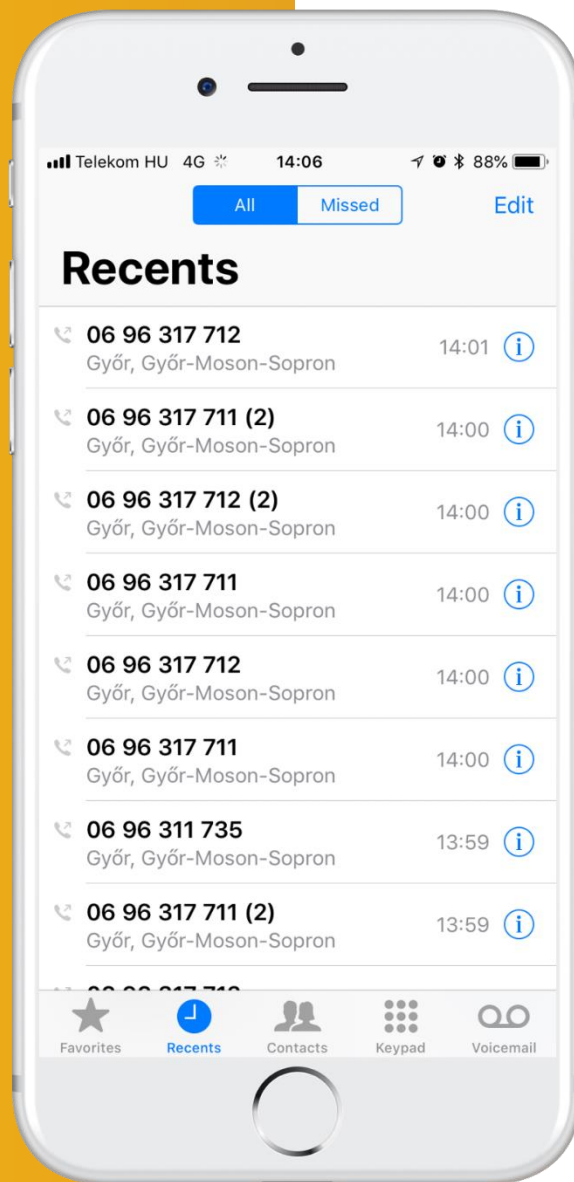 Telekom HU 4G 14:06 88%
All Missed Edit
Recents
06 96 317 712
Győr, Győr-Moson-Sopron
14:01
06 96 317 711 (2)
Győr, Győr-Moson-Sopron
14:00
06 96 317 712 (2)
Győr, Győr-Moson-Sopron
14:00
06 96 317 711
Győr, Győr-Moson-Sopron
14:00
06 96 317 712
Győr, Győr-Moson-Sopron
14:00
06 96 317 711
Győr, Győr-Moson-Sopron
14:00
06 96 311 735
Győr, Győr-Moson-Sopron
13:59
06 96 317 711 (2)
Győr, Győr-Moson-Sopron
13:59
Favorites Recents Contacts Keypad Voicemail